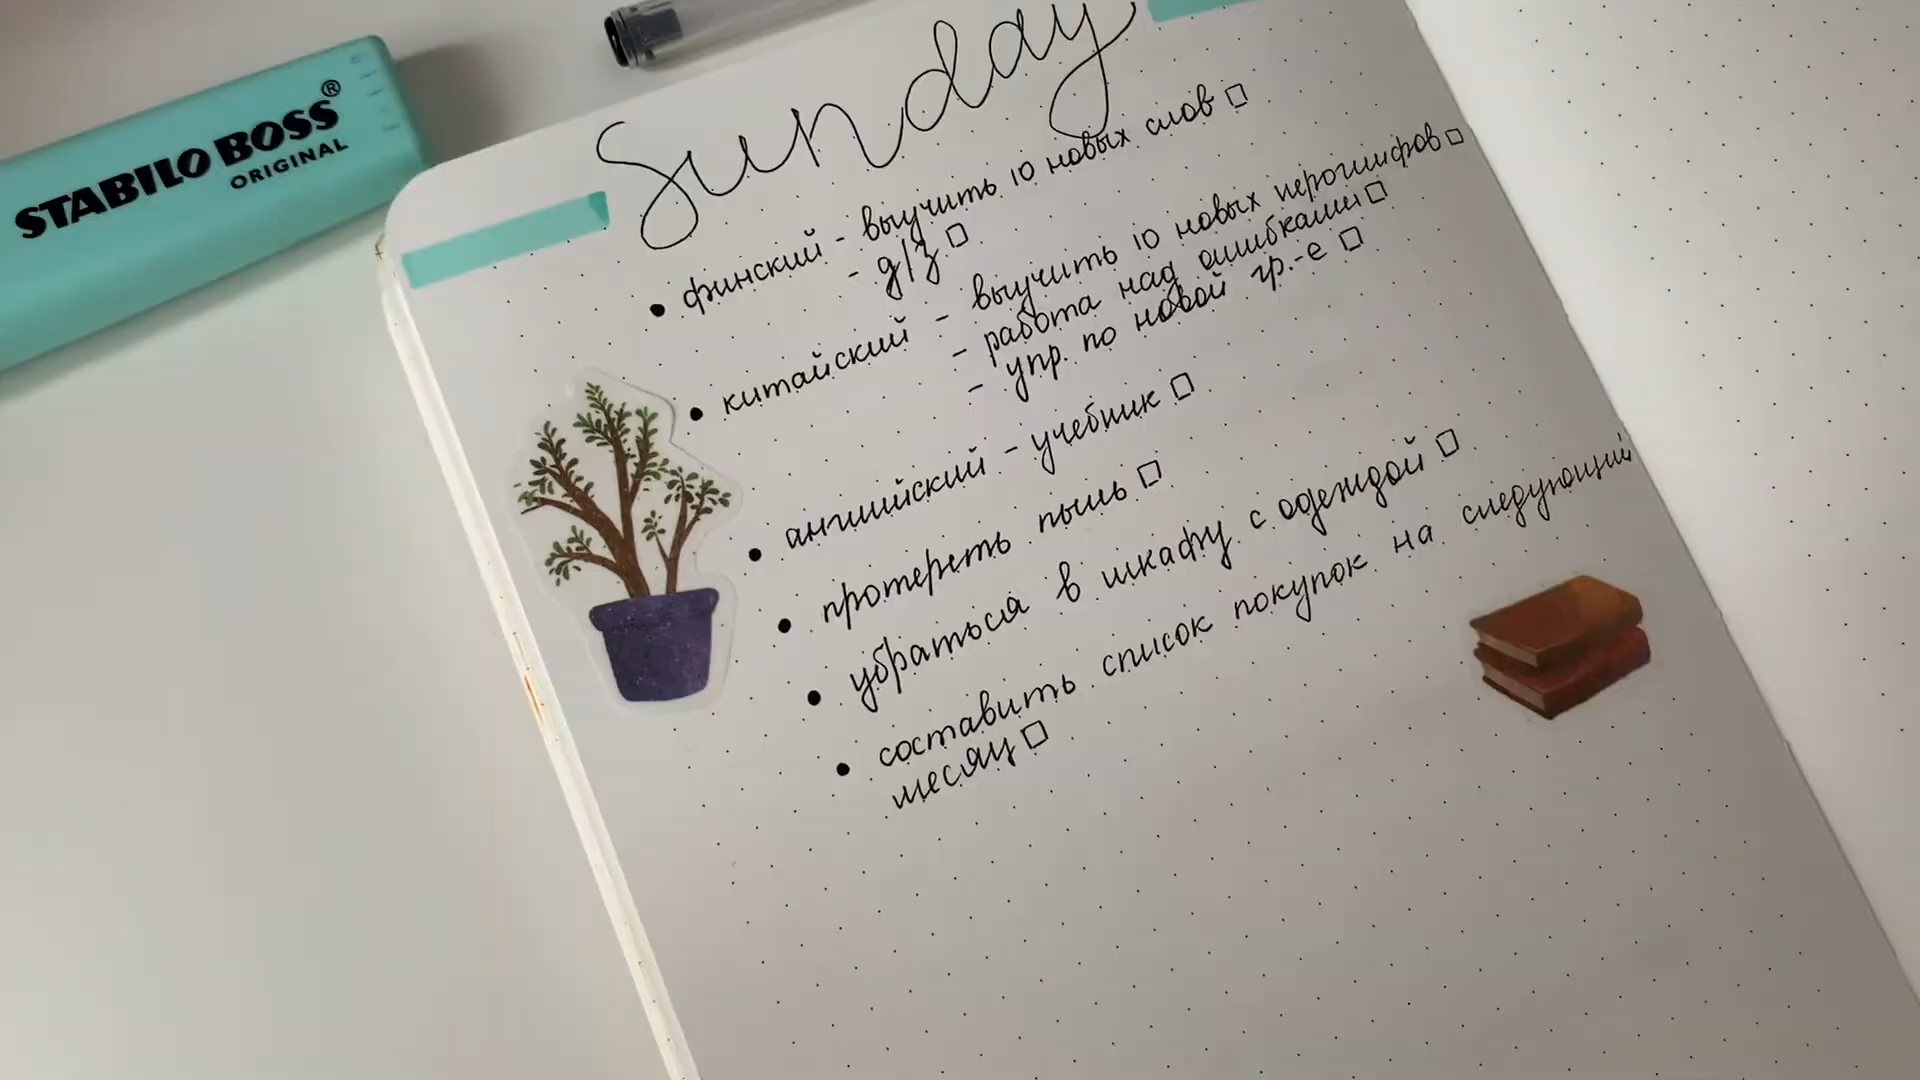 STABILO BOSS®
ORIGINAL
Sunday
• финский - выучить 10 новых слов □
- д/з □
• китайский - выучить 10 новых иероглифов □
- работа над ошибками □
- упр. по новой гр.-е □
• английский - учебник □
• протереть пыль □
• убраться в шкафу с одеждой □
• составить список покупок на следующий
месяц □